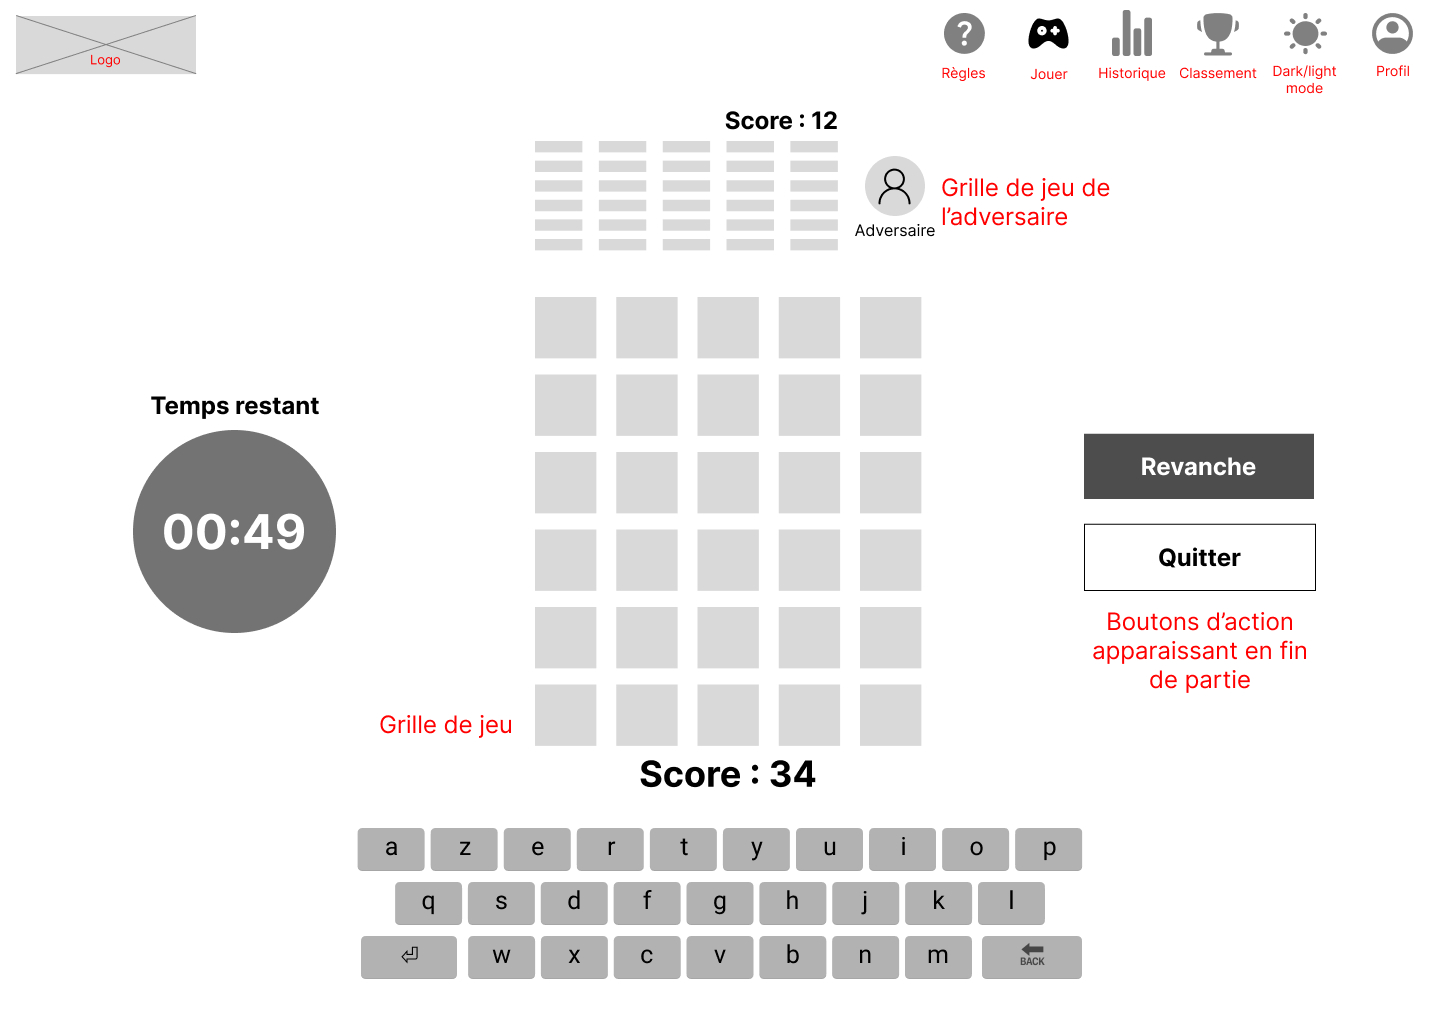 Logo
Règles
Jouer
Historique
Classement
Dark/light
mode
Profil
Score : 12
Adversaire
Grille de jeu de
l’adversaire
Temps restant
00:49
Revanche
Quitter
Boutons d’action
apparaissant en fin
de partie
Grille de jeu
Score : 34
a z e r t y u i o p
q s d f g h j k l
⏎ w x c v b n m BACK